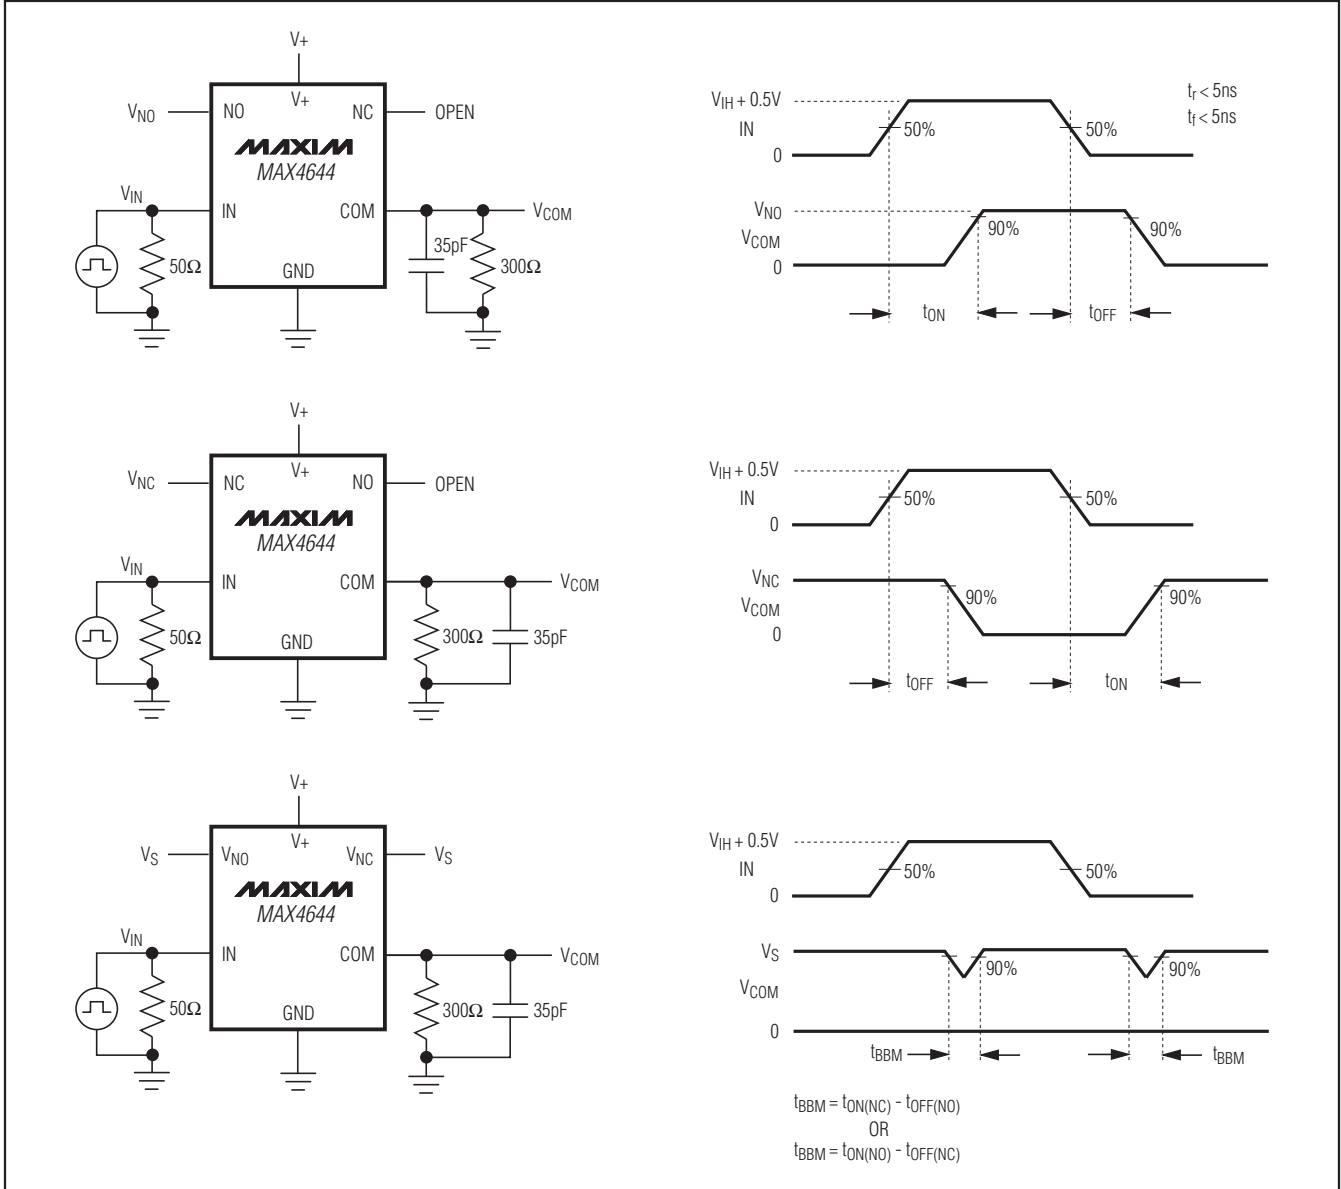 V+
V+
VNO
NO
NC
OPEN
MAXIM
MAX4644
VIN
IN
COM
VCOM
35pF
50Ω
300Ω
GND
VIH + 0.5V
IN
0
50%
50%
tr < 5ns
tf < 5ns
VNO
VCOM
0
90%
90%
tON
tOFF
V+
V+
VNC
NC
NO
OPEN
MAXIM
MAX4644
VIN
IN
COM
VCOM
50Ω
300Ω
35pF
GND
VIH + 0.5V
IN
0
50%
50%
VNC
VCOM
0
90%
90%
tOFF
tON
V+
V+
VS
VNO
VNC
VS
MAXIM
MAX4644
VIN
IN
COM
VCOM
50Ω
300Ω
35pF
GND
VIH + 0.5V
IN
0
50%
50%
VS
VCOM
0
90%
90%
tBBM
tBBM
tBBM = tON(NC) - tOFF(NO)
OR
tBBM = tON(NO) - tOFF(NC)